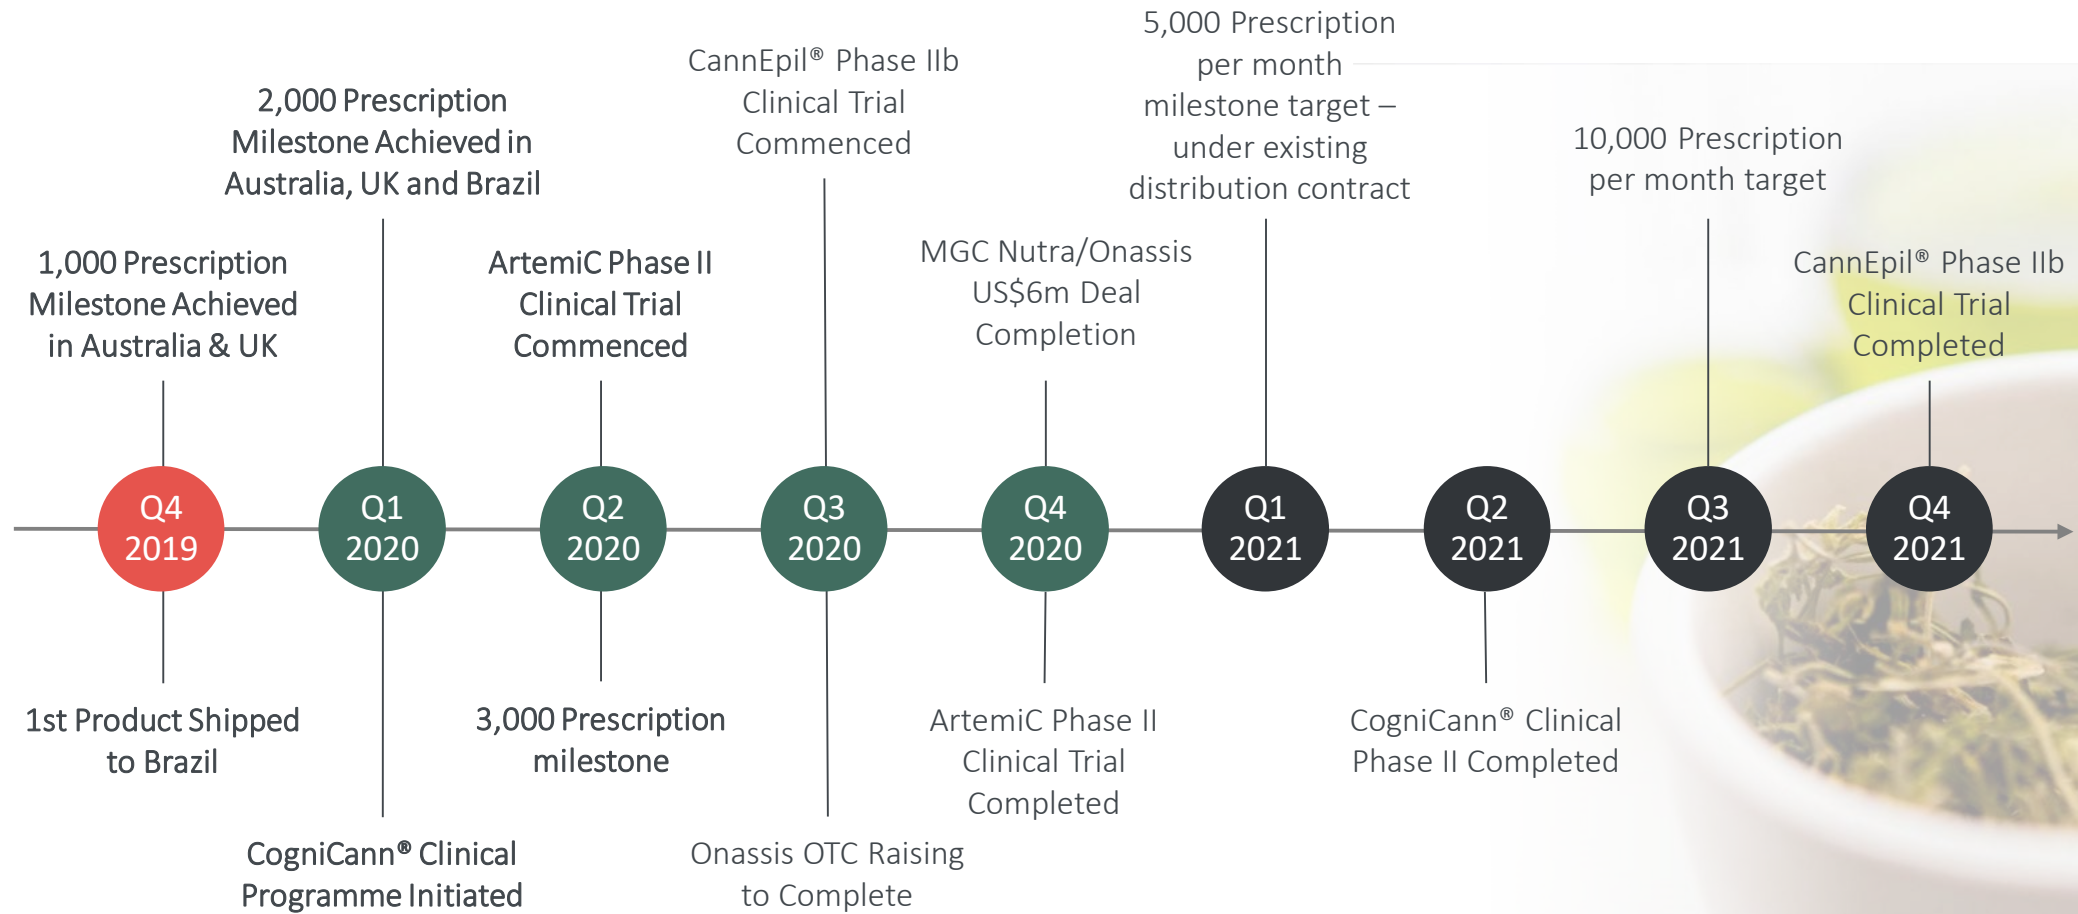 1,000 Prescription
Milestone Achieved
in Australia & UK
Q4
2019
1st Product Shipped
to Brazil
2,000 Prescription
Milestone Achieved in
Australia, UK and Brazil
Q1
2020
CogniCann® Clinical
Programme Initiated
ArtemiC Phase II
Clinical Trial
Commenced
Q2
2020
3,000 Prescription
milestone
CannEpil® Phase IIb
Clinical Trial
Commenced
Q3
2020
Onassis OTC Raising
to Complete
MGC Nutra/Onassis
US$6m Deal
Completion
Q4
2020
ArtemiC Phase II
Clinical Trial
Completed
5,000 Prescription
per month
milestone target –
under existing
distribution contract
Q1
2021
Q2
2021
CogniCann® Clinical
Phase II Completed
10,000 Prescription
per month target
Q3
2021
CannEpil® Phase IIb
Clinical Trial
Completed
Q4
2021